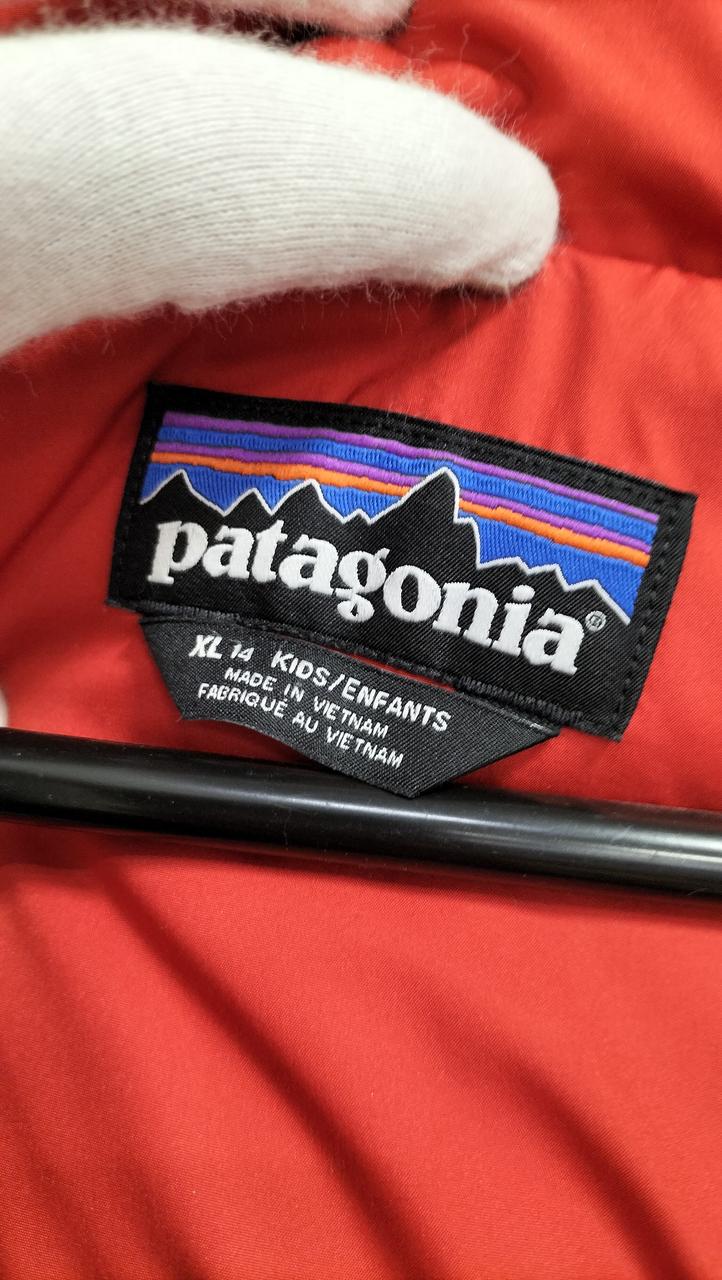 patagonia®
XL 14 KIDS/ENFANTS
MADE IN VIETNAM
FABRIQUÉ AU VIETNAM